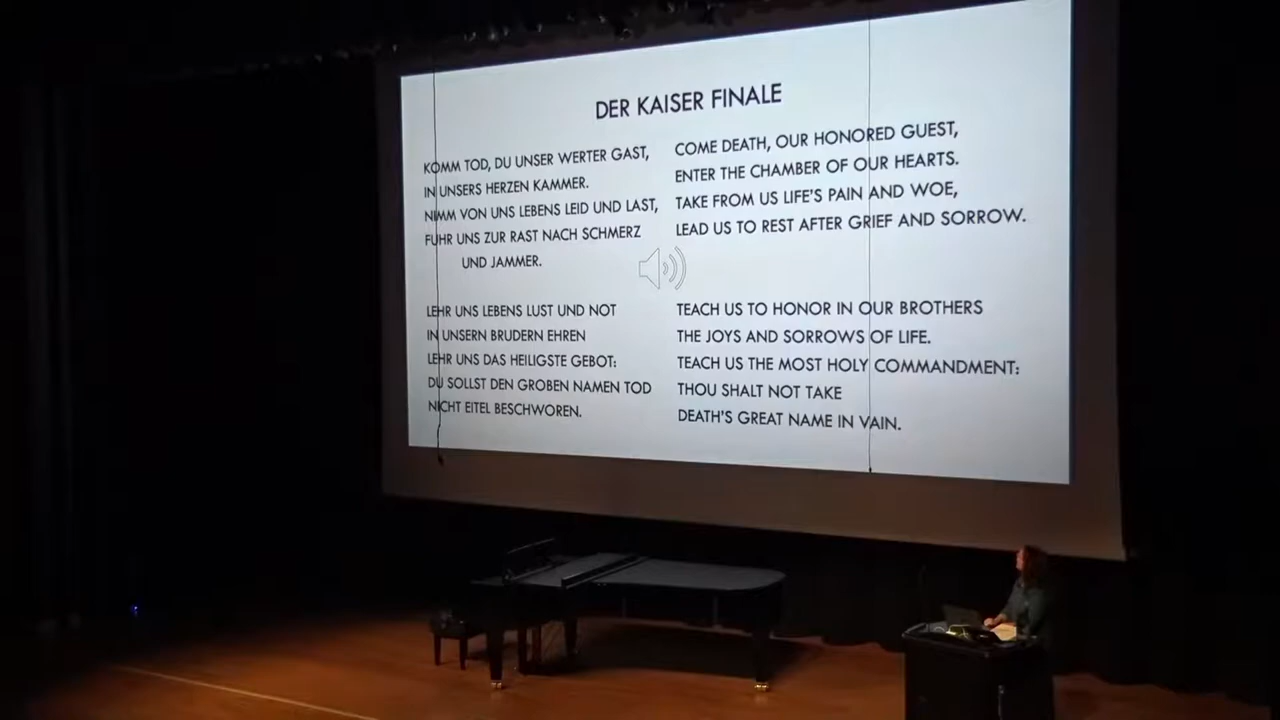 DER KAISER FINALE
KOMM TOD, DU UNSER WERTER GAST,
IN UNSERS HERZEN KAMMER.
NIMM VON UNS LEBENS LEID UND LAST,
FUHR UNS ZUR RAST NACH SCHMERZ
UND JAMMER.
LEHR UNS LEBENS LUST UND NOT
IN UNSERN BRUDERN EHREN
LEHR UNS DAS HEILIGSTE GEBOT:
DU SOLLST DEN GROBEN NAMEN TOD
NICHT EITEL BESCHWOREN.
COME DEATH, OUR HONORED GUEST,
ENTER THE CHAMBER OF OUR HEARTS.
TAKE FROM US LIFE'S PAIN AND WOE,
LEAD US TO REST AFTER GRIEF AND SORROW.
TEACH US TO HONOR IN OUR BROTHERS
THE JOYS AND SORROWS OF LIFE.
TEACH US THE MOST HOLY COMMANDMENT:
THOU SHALT NOT TAKE
DEATH'S GREAT NAME IN VAIN.